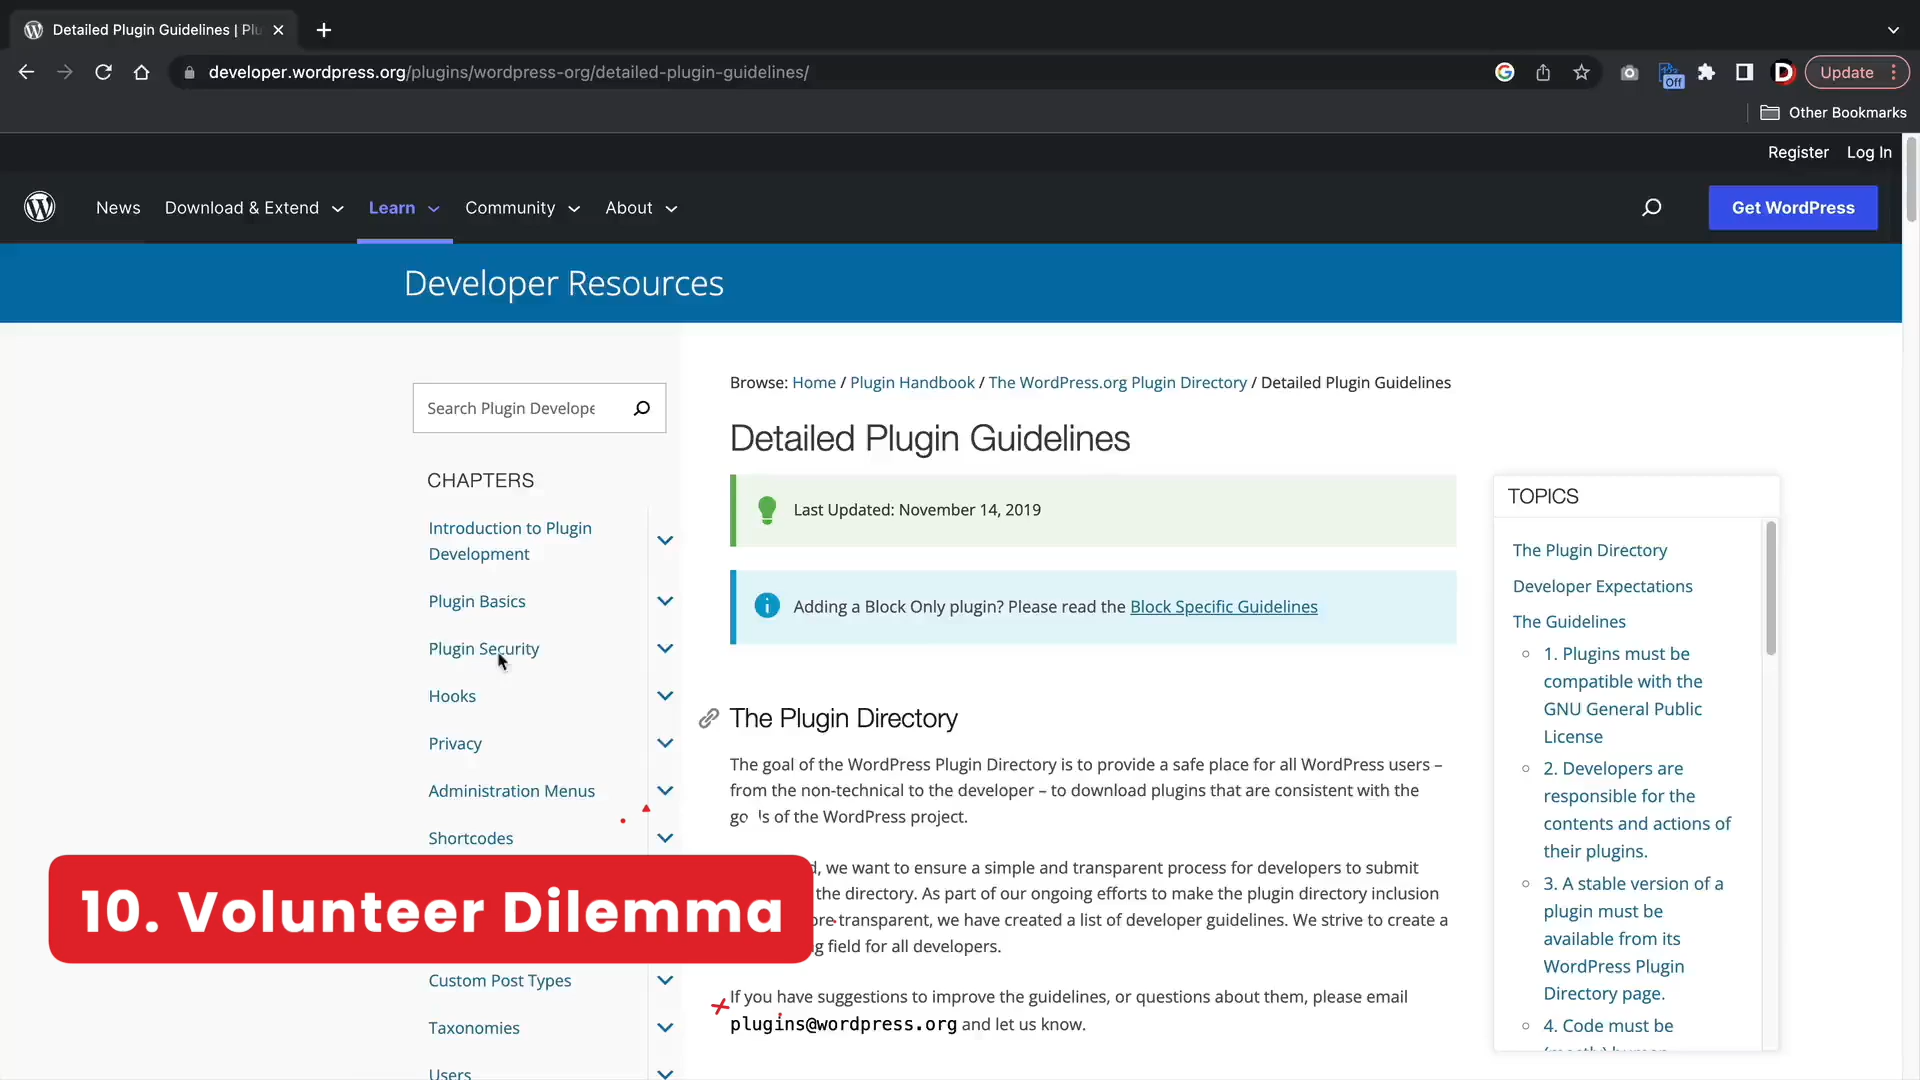 Detailed Plugin Guidelines | Plu
developer.wordpress.org/plugins/wordpress-org/detailed-plugin-guidelines/
Off
D
Update
Other Bookmarks
Register Log In
News Download & Extend Learn Community About
Get WordPress
Developer Resources
Search Plugin Develope
CHAPTERS
Introduction to Plugin
Development
Plugin Basics
Plugin Security
Hooks
Privacy
Administration Menus
Shortcodes
Custom Post Types
Taxonomies
Users
Browse: Home / Plugin Handbook / The WordPress.org Plugin Directory / Detailed Plugin Guidelines
Detailed Plugin Guidelines
Last Updated: November 14, 2019
Adding a Block Only plugin? Please read the Block Specific Guidelines
The Plugin Directory
The goal of the WordPress Plugin Directory is to provide a safe place for all WordPress users –
from the non-technical to the developer – to download plugins that are consistent with the
of the WordPress project.
we want to ensure a simple and transparent process for developers to submit
the directory. As part of our ongoing efforts to make the plugin directory inclusion
transparent, we have created a list of developer guidelines. We strive to create a
field for all developers.
If you have suggestions to improve the guidelines, or questions about them, please email
plugins@wordpress.org and let us know.
TOPICS
The Plugin Directory
Developer Expectations
The Guidelines
1. Plugins must be
compatible with the
GNU General Public
License
2. Developers are
responsible for the
contents and actions of
their plugins.
3. A stable version of a
plugin must be
available from its
WordPress Plugin
Directory page.
4. Code must be
10. Volunteer Dilemma